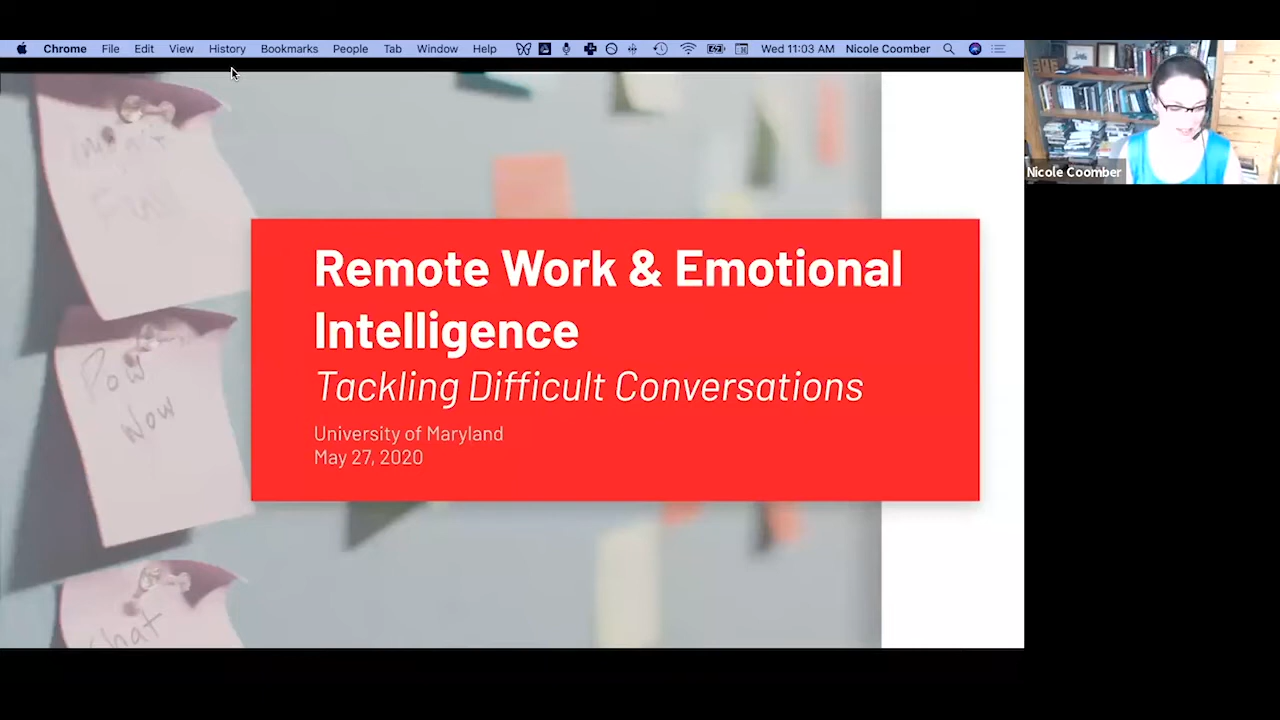 Chrome File Edit View History Bookmarks People Tab Window Help Wed 11:03 AM Nicole Coomber
Nicole Coomber
Remote Work & Emotional
Intelligence
Tackling Difficult Conversations
University of Maryland
May 27, 2020
Now